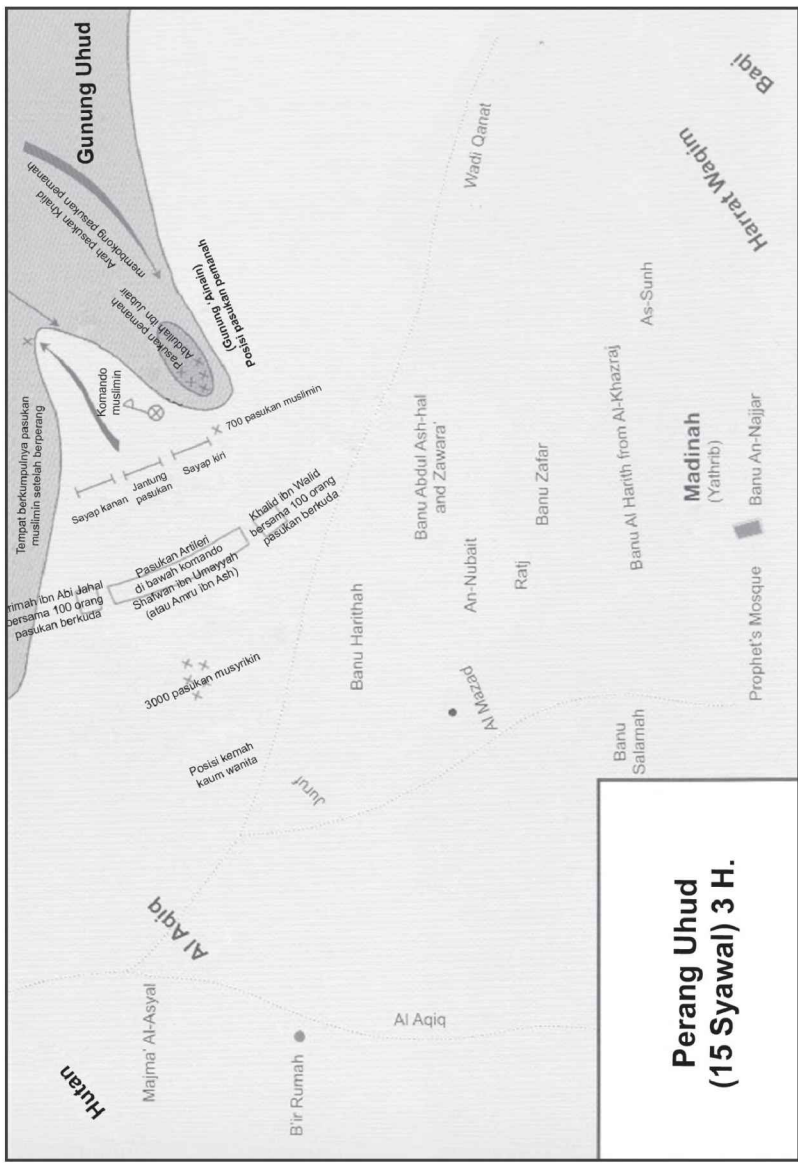 Gunung Uhud
Arah pasukan Khalid
membokong pasukan pemanah
Pasukan pemanah
Abdullah ibn Jubair
Posisi pasukan pemanah
(Gunung 'Ainain)
Komando
muslimin
Tempat berkumpulnya pasukan
muslimin setelah berperang
700 pasukan muslimin
Sayap kiri
Jantung
pasukan
Sayap kanan
Khalid ibn Walid
bersama 100 orang
pasukan berkuda
Pasukan Artileri
di bawah komando
Shafwan ibn Umayyah
(atau Amru ibn Ash)
rimah ibn Abi Jahal
bersama 100 orang
pasukan berkuda
3000 pasukan musyrikin
Posisi kemah
kaum wanita
Wadi Qanat
Baqi
Harrat Waqim
As-Sunh
Banu Abdul Ash-hal
and Zawara'
Banu Zafar
Banu Al Harith from Al-Khazraj
Madinah
(Yathrib)
Banu An-Najjar
An-Nubait
Ratj
Banu Harithah
Al Mazad
Prophet's Mosque
Banu
Salamah
Juruf
Al Aqiq
Al Aqiq
Majma' Al-Asyal
B'ir Rumah
Hutan
Perang Uhud
(15 Syawal) 3 H.